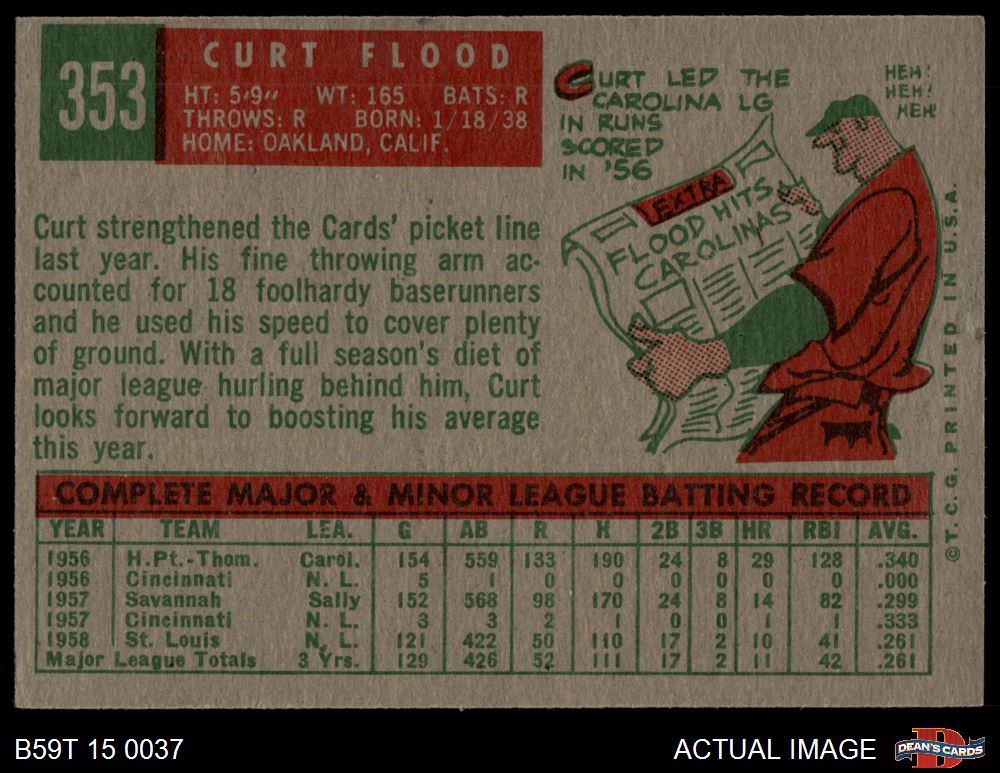 353
CURT FLOOD
HT: 5'9" WT: 165 BATS: R
THROWS: R BORN: 1/18/38
HOME: OAKLAND, CALIF.
Curt strengthened the Cards' picket line
last year. His fine throwing arm ac-
counted for 18 foolhardy baserunners
and he used his speed to cover plenty
of ground. With a full season's diet of
major league hurling behind him, Curt
looks forward to boosting his average
this year.
CURT LED THE
CAROLINA LG
IN RUNS
SCORED
IN '56
HEH!
HEH!
HEH!
EXTRA
FLOOD HITS
CAROLINAS
©T.C.G. PRINTED IN U.S.A.
COMPLETE MAJOR & MINOR LEAGUE BATTING RECORD
YEAR TEAM LEA. G AB R H 2B 3B HR RBI AVG.
1956 H.Pt.-Thom. Carol. 154 559 133 190 24 8 29 128 .340
1956 Cincinnati N. L. 5 1 0 0 0 0 0 0 .000
1957 Savannah Sally 152 568 98 170 24 8 14 82 .299
1957 Cincinnati N. L. 3 3 2 1 0 0 1 1 .333
1958 St. Louis N. L. 121 422 50 110 17 2 10 41 .261
Major League Totals 3 Yrs. 129 426 52 111 17 2 11 42 .261
B59T 15 0037
ACTUAL IMAGE
D
DEAN'S CARDS